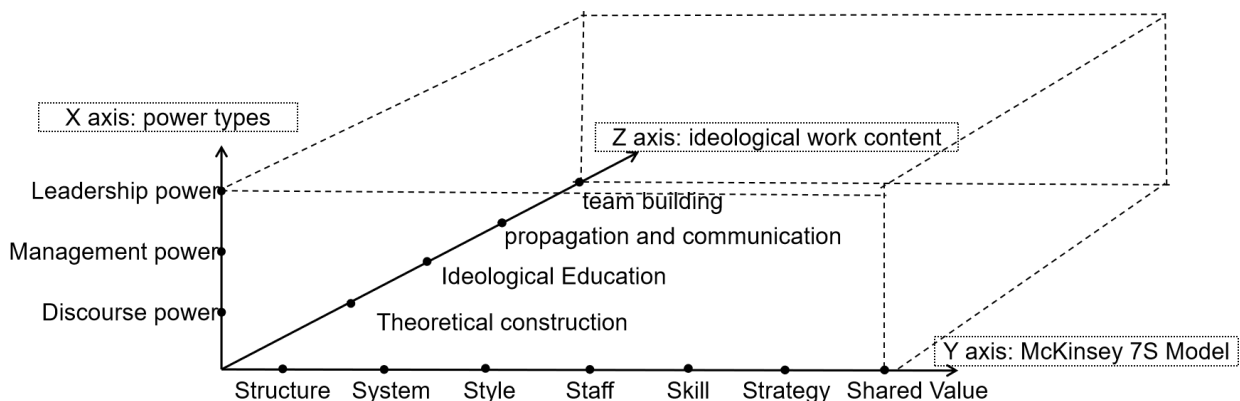 X axis: power types
Z axis: ideological work content
Leadership power
team building
propagation and communication
Management power
Ideological Education
Discourse power
Theoretical construction
Y axis: McKinsey 7S Model
Structure System Style Staff Skill Strategy Shared Value